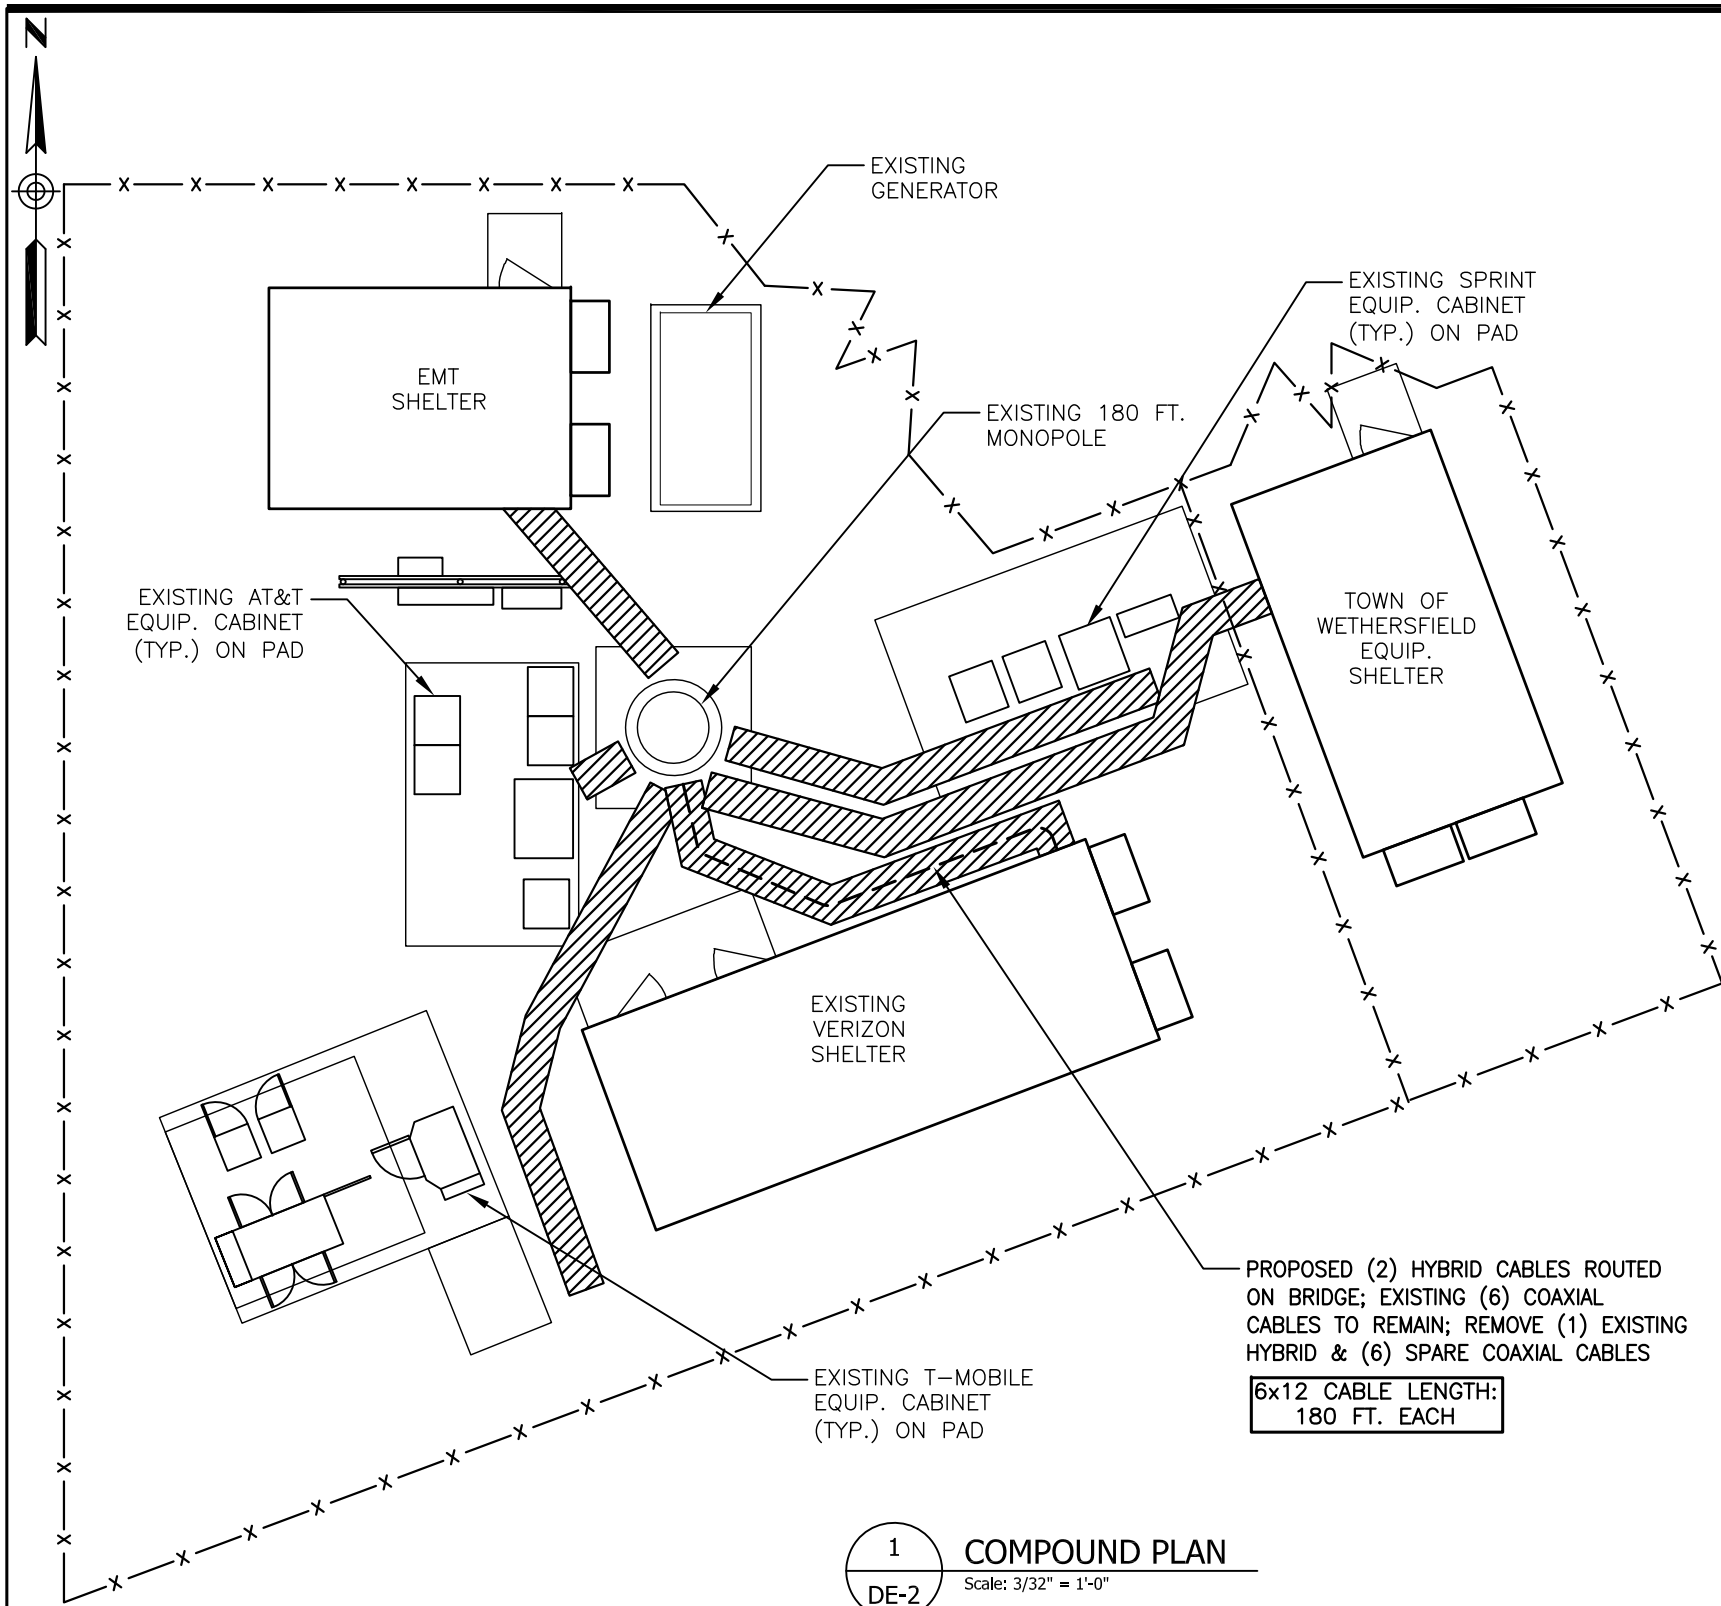 N
EXISTING
GENERATOR
EXISTING SPRINT
EQUIP. CABINET
(TYP.) ON PAD
EMT
SHELTER
EXISTING 180 FT.
MONOPOLE
EXISTING AT&T
EQUIP. CABINET
(TYP.) ON PAD
TOWN OF
WETHERSFIELD
EQUIP.
SHELTER
EXISTING
VERIZON
SHELTER
PROPOSED (2) HYBRID CABLES ROUTED
ON BRIDGE; EXISTING (6) COAXIAL
CABLES TO REMAIN; REMOVE (1) EXISTING
HYBRID & (6) SPARE COAXIAL CABLES
6x12 CABLE LENGTH:
180 FT. EACH
EXISTING T-MOBILE
EQUIP. CABINET
(TYP.) ON PAD
1
DE-2
COMPOUND PLAN
Scale: 3/32" = 1'-0"